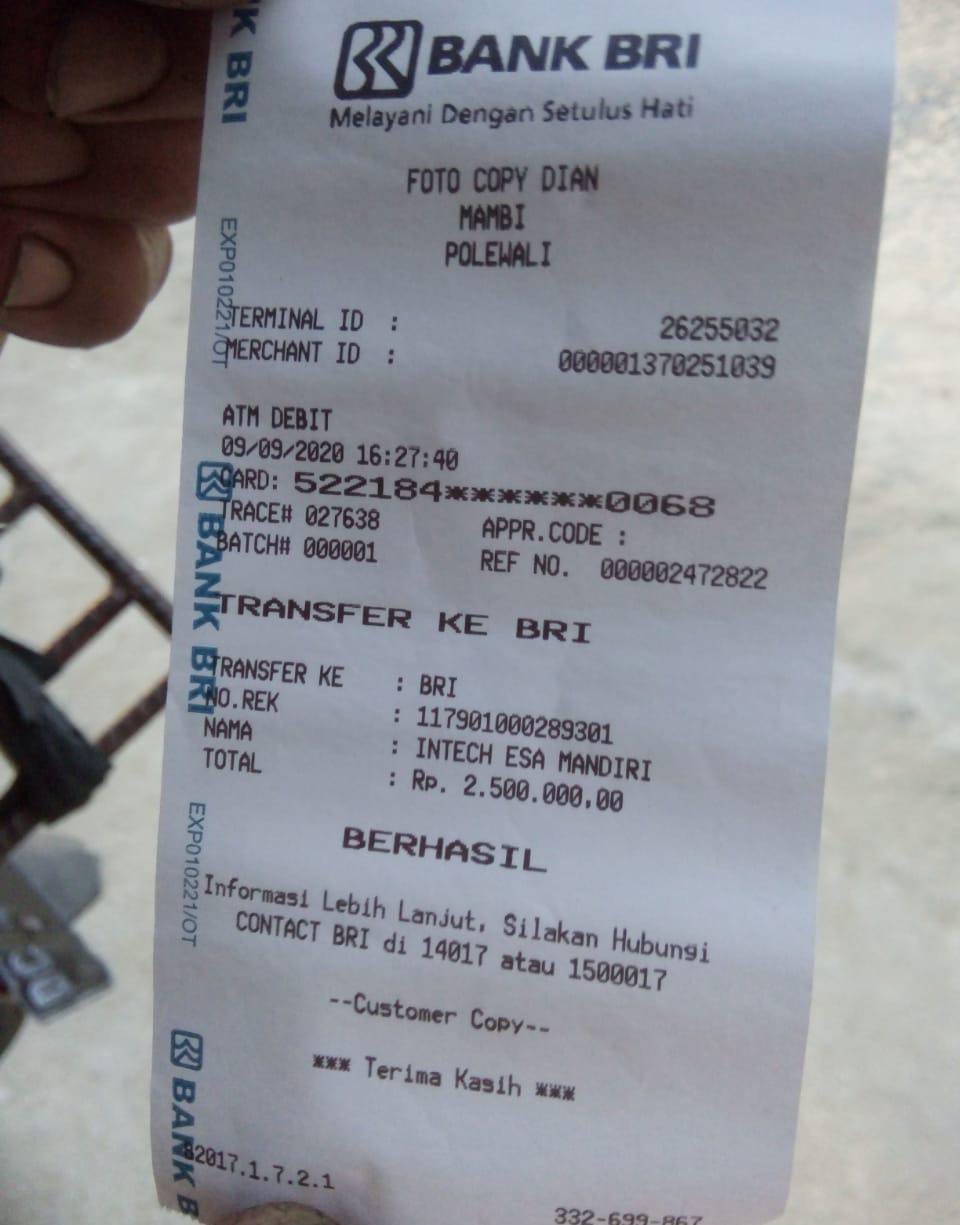 BANK BRI
Melayani Dengan Setulus Hati
FOTO COPY DIAN
MAMBI
POLEWALI
TERMINAL ID : 26255032
MERCHANT ID : 000001370251039
ATM DEBIT
09/09/2020 16:27:40
CARD: 522184******0068
TRACE# 027638 APPR.CODE :
BATCH# 000001 REF NO. 000002472822
TRANSFER KE BRI
TRANSFER KE : BRI
NO.REK : 117901000289301
NAMA : INTECH ESA MANDIRI
TOTAL : Rp. 2.500.000,00
BERHASIL
Informasi Lebih Lanjut, Silakan Hubungi
CONTACT BRI di 14017 atau 1500017
--Customer Copy--
*** Terima Kasih ***
82017.1.7.2.1
332-699-867
K BRI
EXP010221/OT
BANK BRI
EXP010221/OT
BANK B